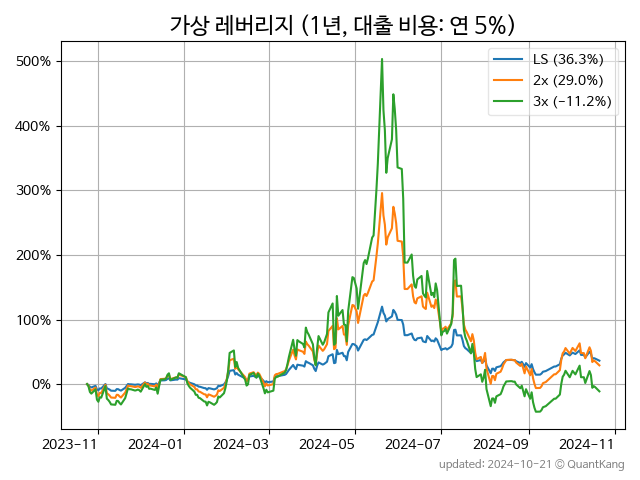 가상 레버리지 (1년, 대출 비용: 연 5%)
LS (36.3%)
2x (29.0%)
3x (−11.2%)
500%
400%
300%
200%
100%
0%
2023-11 2024-01 2024-03 2024-05 2024-07 2024-09 2024-11
updated: 2024-10-21 © QuantKang